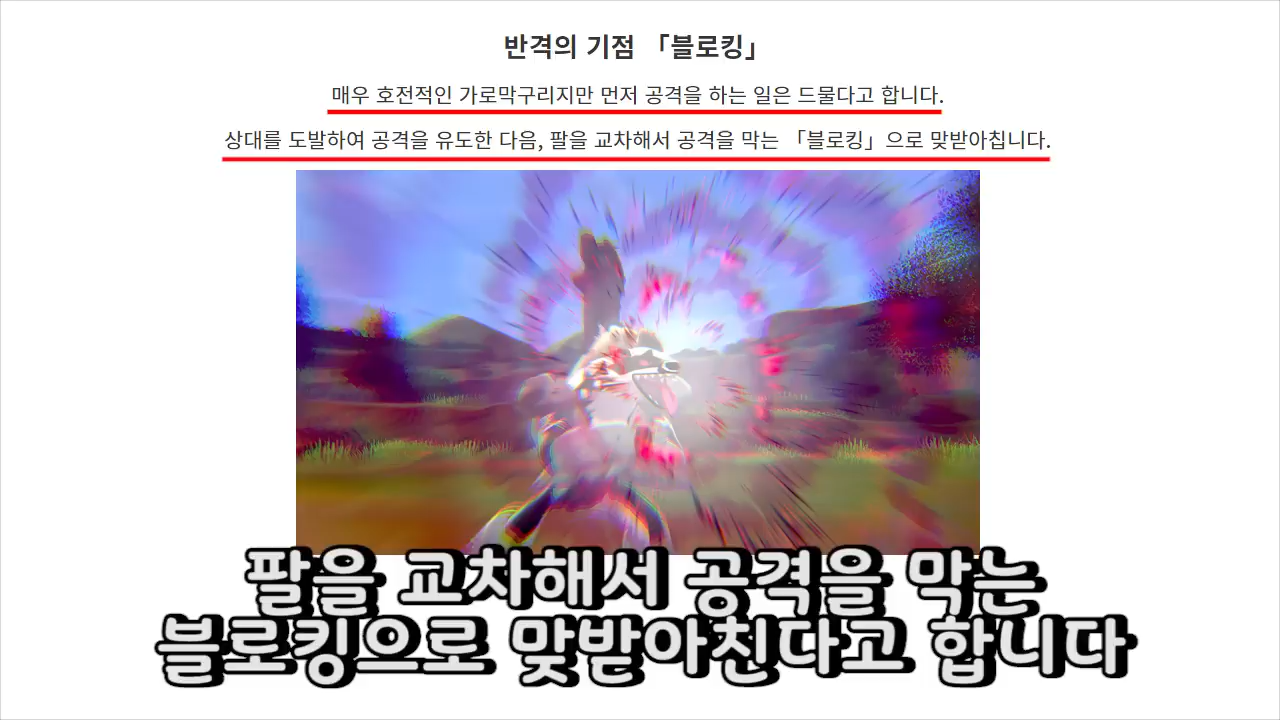 반격의 기점 「블로킹」
매우 호전적인 가로막구리지만 먼저 공격을 하는 일은 드물다고 합니다.
상대를 도발하여 공격을 유도한 다음, 팔을 교차해서 공격을 막는 「블로킹」으로 맞받아칩니다.
팔을 교차해서 공격을 막는
블로킹으로 맞받아친다고 합니다